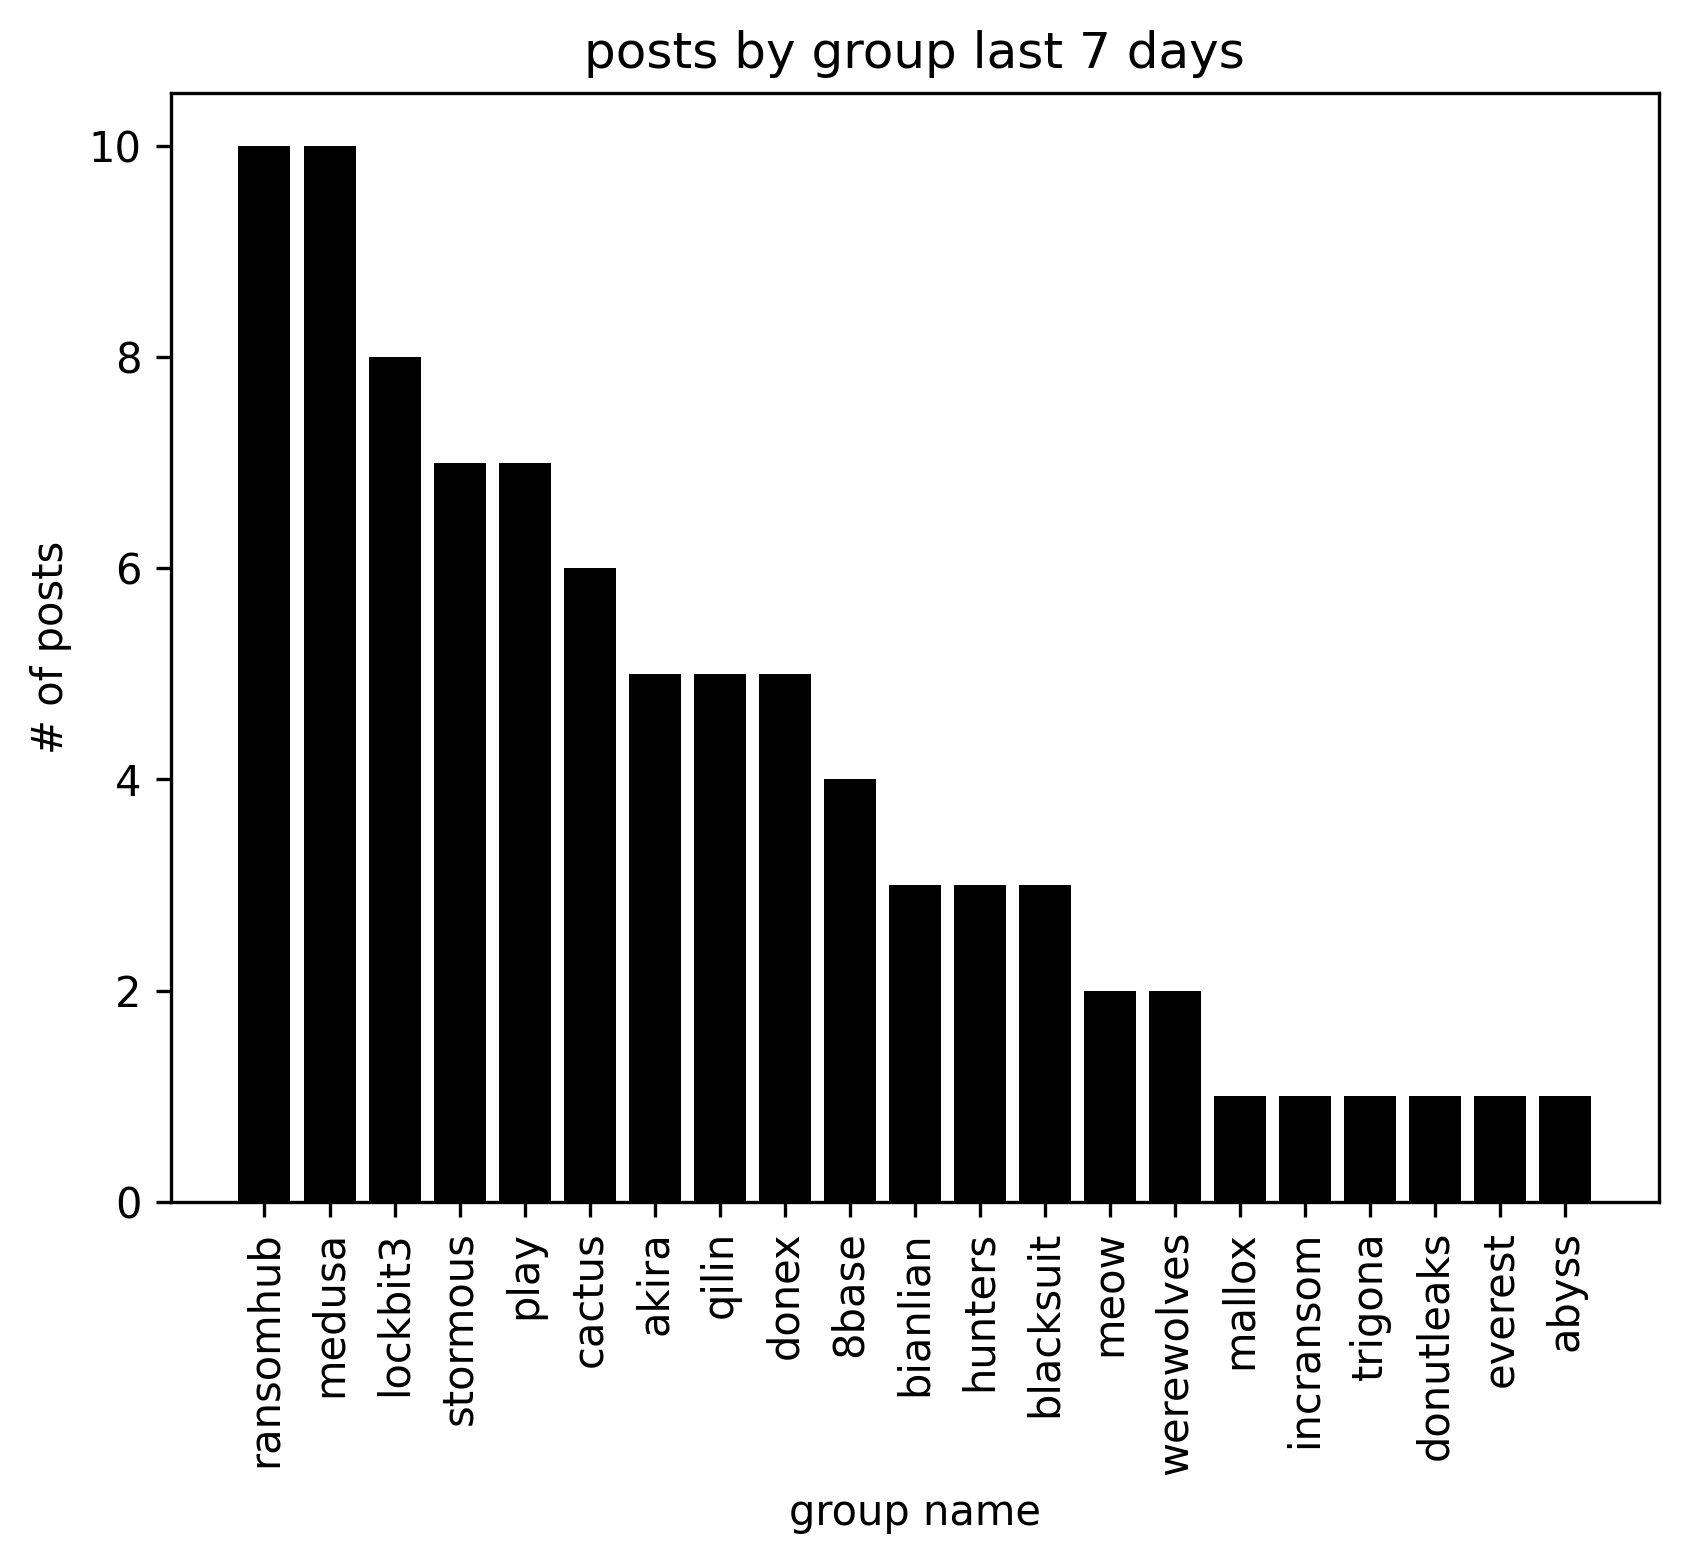 posts by group last 7 days
# of posts
10
8
6
4
2
0
ransomhub
medusa
lockbit3
stormous
play
cactus
akira
qilin
donex
8base
bianlian
hunters
blacksuit
meow
werewolves
mallox
incransom
trigona
donutleaks
everest
abyss
group name